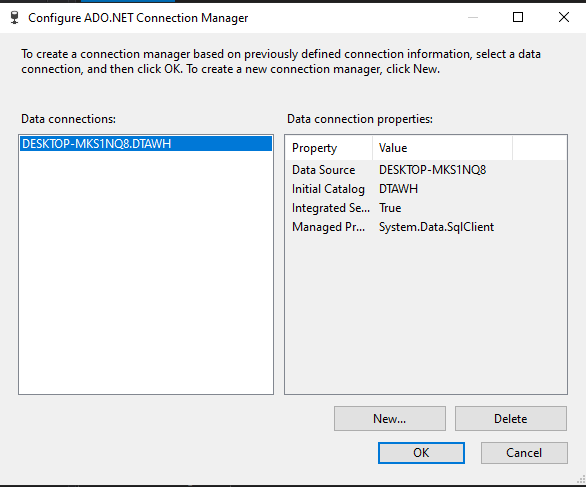 Configure ADO.NET Connection Manager
To create a connection manager based on previously defined connection information, select a data
connection, and then click OK. To create a new connection manager, click New.
Data connections:
DESKTOP-MKS1NQ8.DTAWH
Data connection properties:
Property Value
Data Source DESKTOP-MKS1NQ8
Initial Catalog DTAWH
Integrated Se... True
Managed Pr... System.Data.SqlClient
New... Delete
OK Cancel